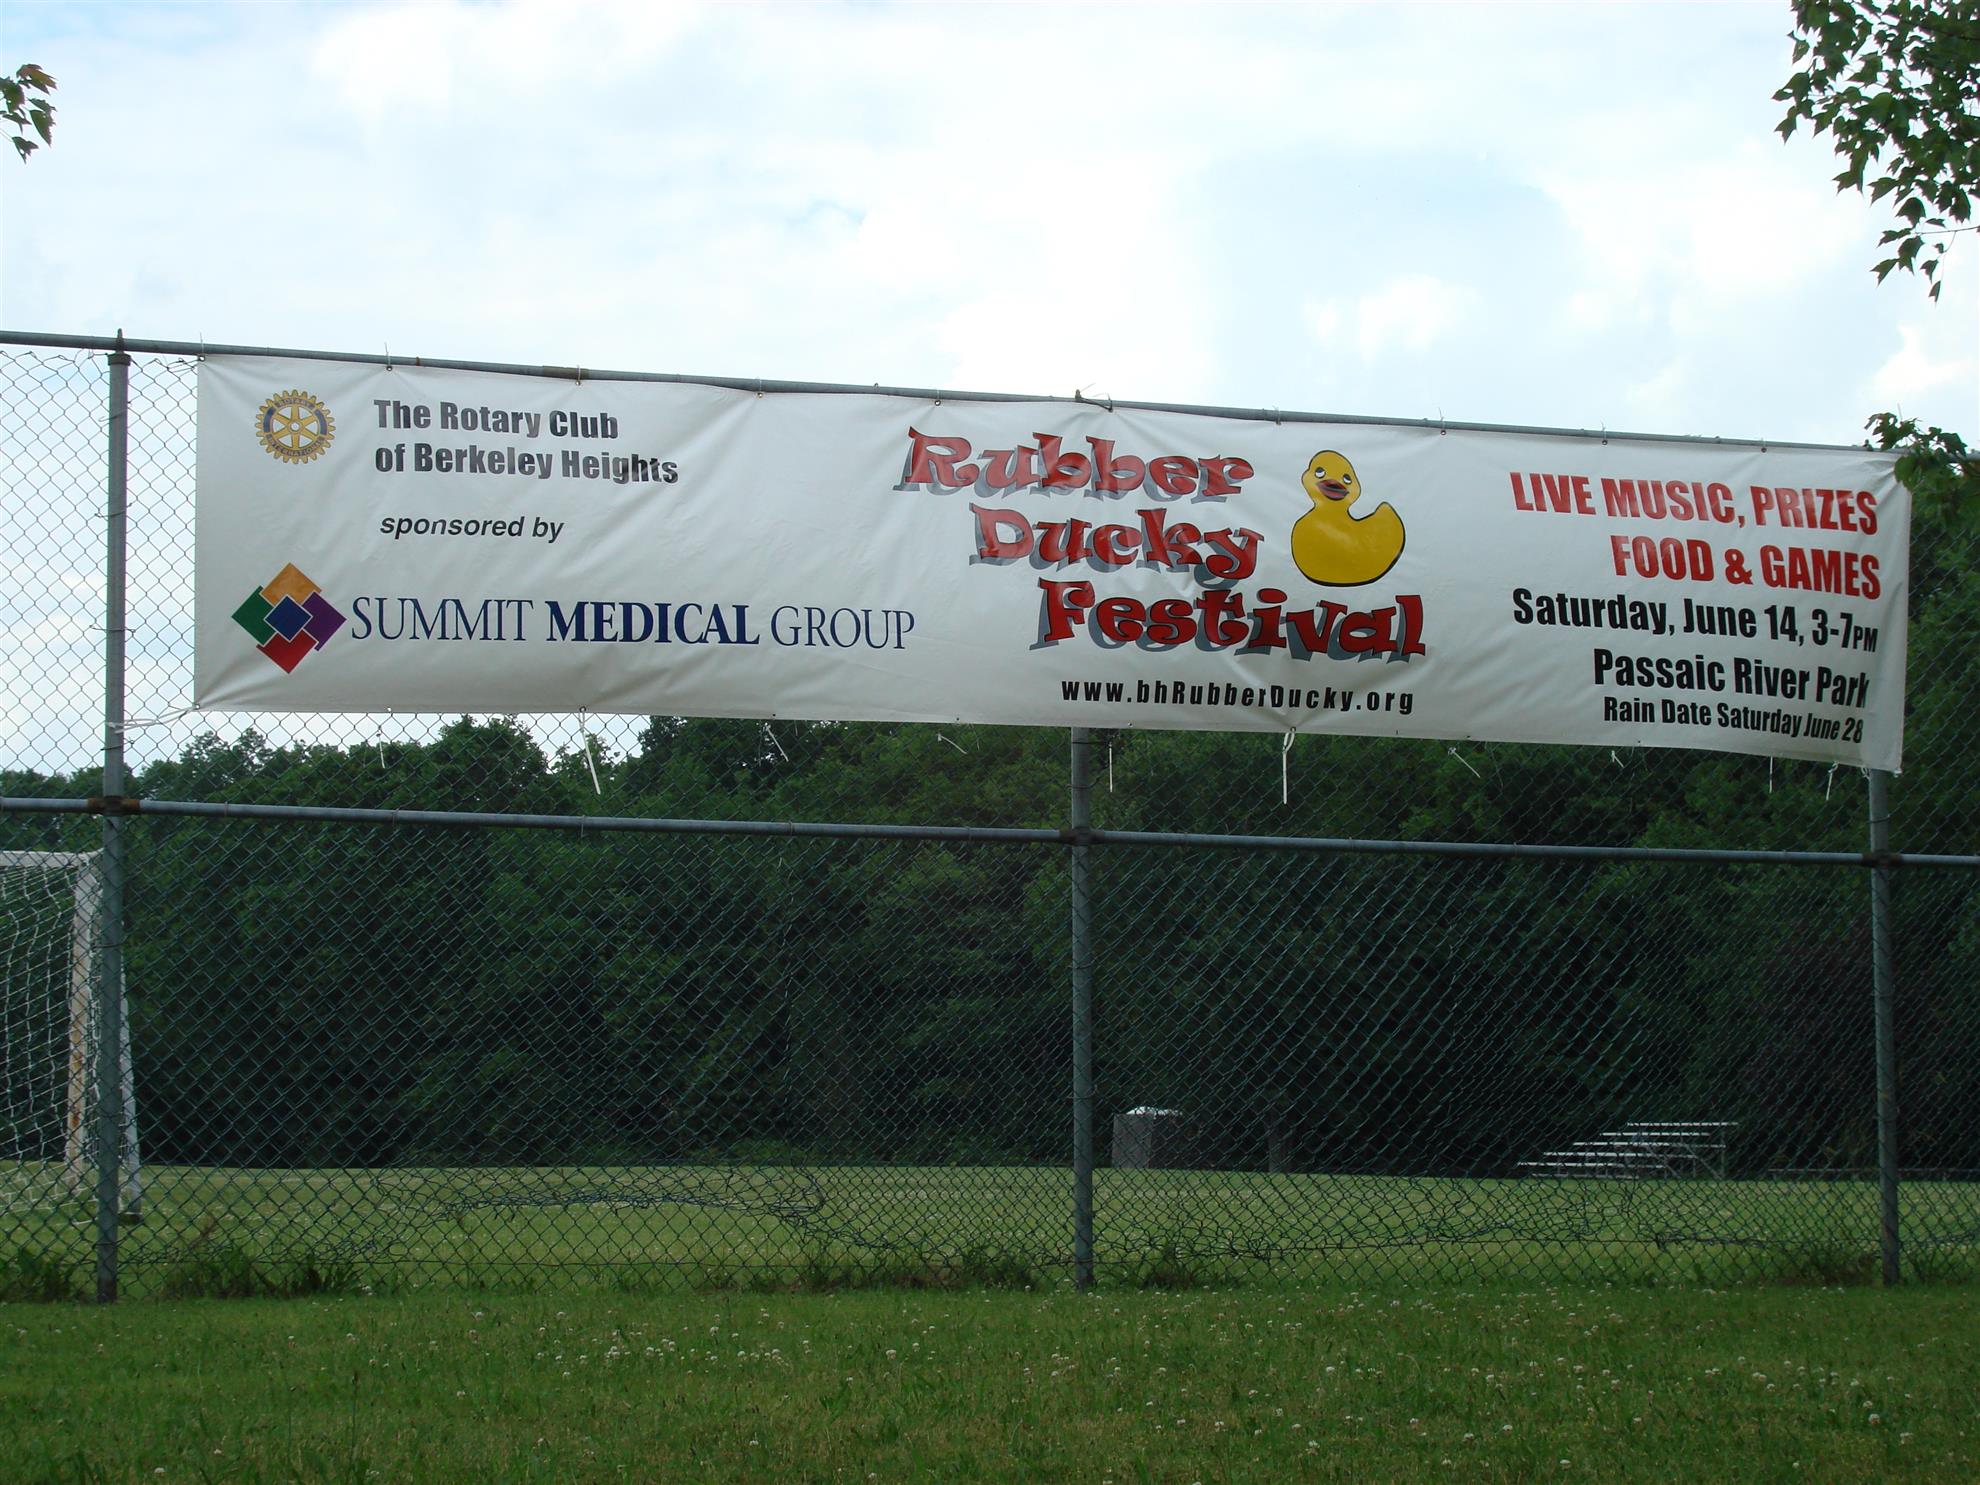 The Rotary Club
of Berkeley Heights
sponsored by
SUMMIT MEDICAL GROUP
Rubber
Ducky
Festival
www.bhRubberDucky.org
LIVE MUSIC, PRIZES
FOOD & GAMES
Saturday, June 14, 3-7PM
Passaic River Park
Rain Date Saturday June 28